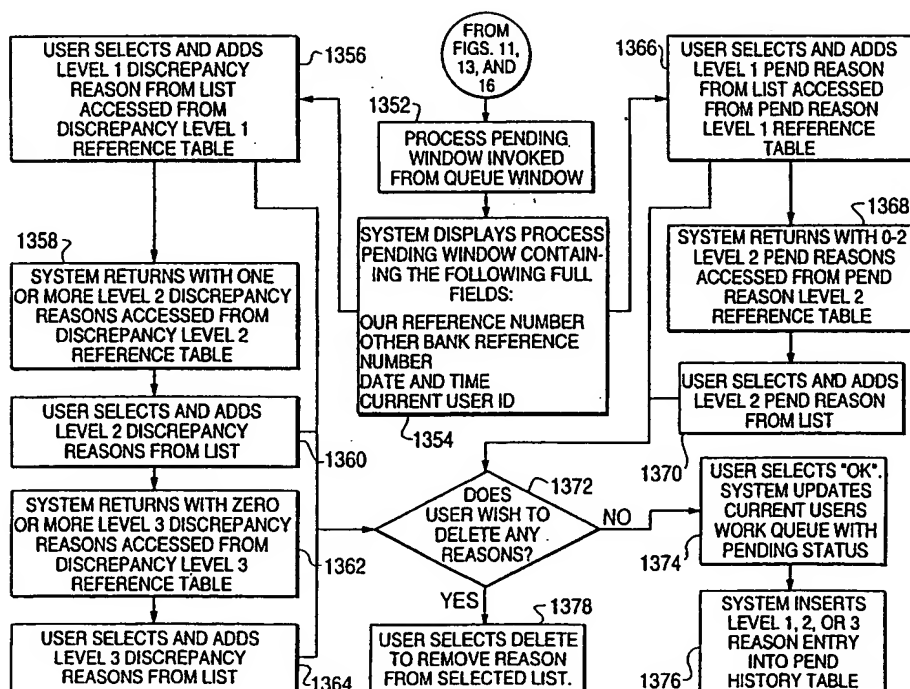 FROM
FIGS. 11,
13, AND
16
1352
PROCESS PENDING
WINDOW INVOKED
FROM QUEUE WINDOW
SYSTEM DISPLAYS PROCESS
PENDING WINDOW CONTAIN-
ING THE FOLLOWING FULL
FIELDS:
OUR REFERENCE NUMBER
OTHER BANK REFERENCE
NUMBER
DATE AND TIME
CURRENT USER ID
1354
USER SELECTS AND ADDS
LEVEL 1 DISCREPANCY
REASON FROM LIST
ACCESSED FROM
DISCREPANCY LEVEL 1
REFERENCE TABLE
1356
1358
SYSTEM RETURNS WITH ONE
OR MORE LEVEL 2 DISCREPANCY
REASONS ACCESSED FROM
DISCREPANCY LEVEL 2
REFERENCE TABLE
USER SELECTS AND ADDS
LEVEL 2 DISCREPANCY
REASONS FROM LIST
1360
SYSTEM RETURNS WITH ZERO
OR MORE LEVEL 3 DISCREPANCY
REASONS ACCESSED FROM
DISCREPANCY LEVEL 3
REFERENCE TABLE
1362
USER SELECTS AND ADDS
LEVEL 3 DISCREPANCY
REASONS FROM LIST
1364
1366
USER SELECTS AND ADDS
LEVEL 1 PEND REASON
FROM LIST ACCESSED
FROM PEND REASON
LEVEL 1 REFERENCE
TABLE
1368
SYSTEM RETURNS WITH 0-2
LEVEL 2 PEND REASONS
ACCESSED FROM PEND
REASON LEVEL 2
REFERENCE TABLE
USER SELECTS AND ADDS
LEVEL 2 PEND REASON
FROM LIST
1370
1372
DOES
USER WISH TO
DELETE ANY
REASONS?
NO
YES
USER SELECTS "OK".
SYSTEM UPDATES
CURRENT USERS
WORK QUEUE WITH
PENDING STATUS
1374
SYSTEM INSERTS
LEVEL 1, 2, OR 3
REASON ENTRY
INTO PEND
HISTORY TABLE
1376
1378
USER SELECTS DELETE
TO REMOVE REASON
FROM SELECTED LIST.